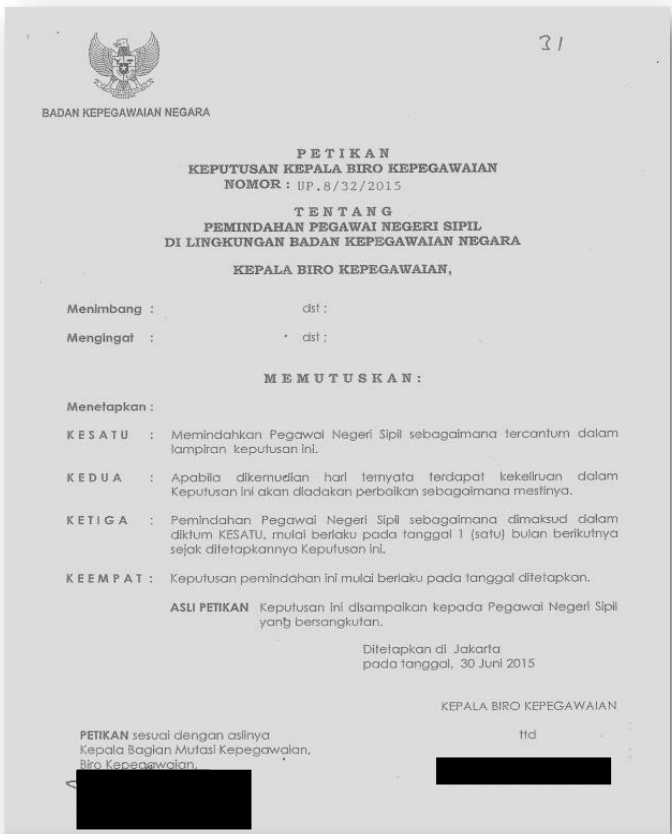 31
BADAN KEPEGAWAIAN NEGARA
PETIKAN
KEPUTUSAN KEPALA BIRO KEPEGAWAIAN
NOMOR : UP.8/32/2015
TENTANG
PEMINDAHAN PEGAWAI NEGERI SIPIL
DI LINGKUNGAN BADAN KEPEGAWAIAN NEGARA
KEPALA BIRO KEPEGAWAIAN,
Menimbang : dst ;
Mengingat : dst ;
MEMUTUSKAN :
Menetapkan :
KESATU : Memindahkan Pegawai Negeri Sipil sebagaimana tercantum dalam
lampiran keputusan ini.
KEDUA : Apabila dikemudian hari ternyata terdapat kekeliruan dalam
Keputusan ini akan diadakan perbaikan sebagaimana mestinya.
KETIGA : Pemindahan Pegawai Negeri Sipil sebagaimana dimaksud dalam
diktum KESATU, mulai berlaku pada tanggal 1 (satu) bulan berikutnya
sejak ditetapkannya Keputusan ini.
KEEMPAT : Keputusan pemindahan ini mulai berlaku pada tanggal ditetapkan.
ASLI PETIKAN Keputusan ini disampaikan kepada Pegawai Negeri Sipil
yang bersangkutan.
Ditetapkan di Jakarta
pada tanggal, 30 Juni 2015
KEPALA BIRO KEPEGAWAIAN
ttd
PETIKAN sesuai dengan aslinya
Kepala Bagian Mutasi Kepegawaian,
Biro Kepegawaian,